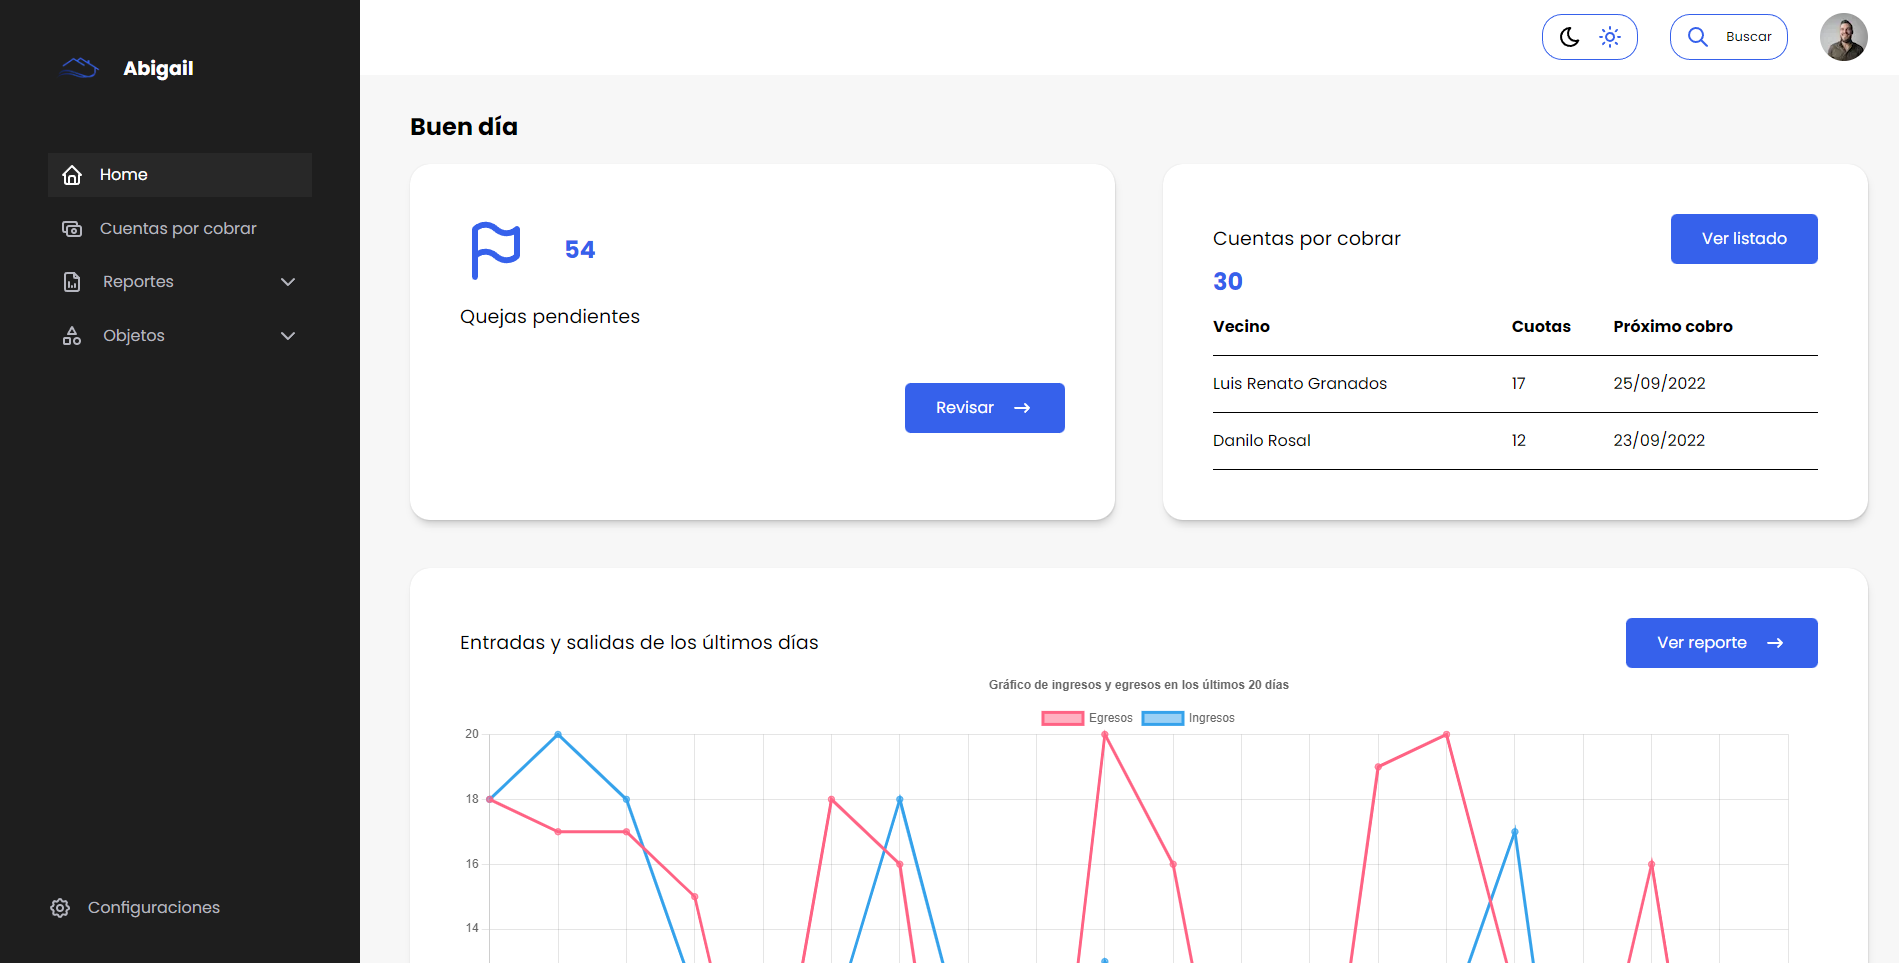 Abigail
Home
Cuentas por cobrar
Reportes
Objetos
Configuraciones
Buscar
Buen día
54
Quejas pendientes
Revisar
Cuentas por cobrar
Ver listado
30
Vecino Cuotas Próximo cobro
Luis Renato Granados 17 25/09/2022
Danilo Rosal 12 23/09/2022
Entradas y salidas de los últimos días
Ver reporte
Gráfico de ingresos y egresos en los últimos 20 días
Egresos Ingresos
20
18
16
14